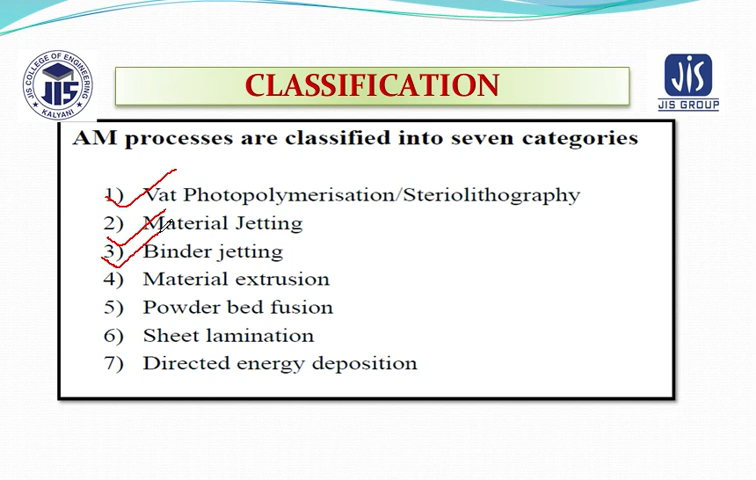 JIS COLLEGE OF ENGINEERING
JIS
KALYANI
CLASSIFICATION
JIS
JIS GROUP
AM processes are classified into seven categories
1) Vat Photopolymerisation/Steriolithography
2) Material Jetting
3) Binder jetting
4) Material extrusion
5) Powder bed fusion
6) Sheet lamination
7) Directed energy deposition